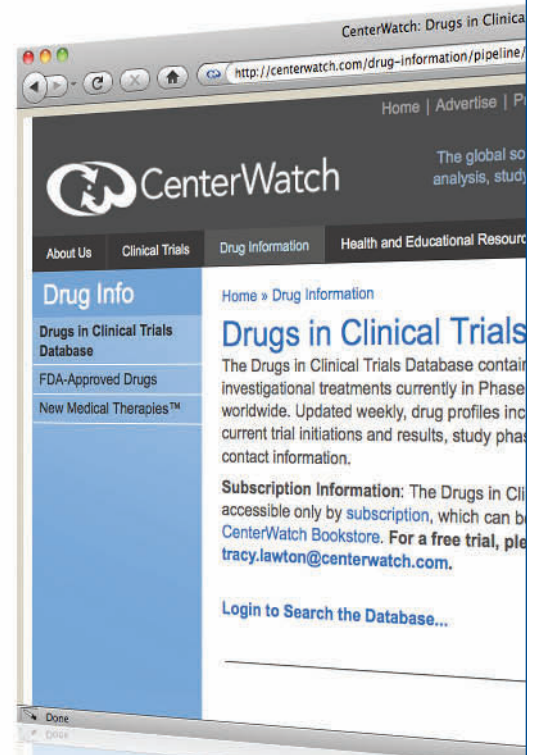 CenterWatch: Drugs in Clinica
http://centerwatch.com/drug-information/pipeline/
Home | Advertise | P
CenterWatch
The global so
analysis, study
About Us
Clinical Trials
Drug Information
Health and Educational Resourc
Drug Info
Drugs in Clinical Trials
Database
FDA-Approved Drugs
New Medical Therapies™
Home » Drug Information
Drugs in Clinical Trials
The Drugs in Clinical Trials Database contain
investigational treatments currently in Phase
worldwide. Updated weekly, drug profiles inc
current trial initiations and results, study phas
contact information.
Subscription Information: The Drugs in Cli
accessible only by subscription, which can be
CenterWatch Bookstore. For a free trial, ple
tracy.lawton@centerwatch.com.
Login to Search the Database...
Done